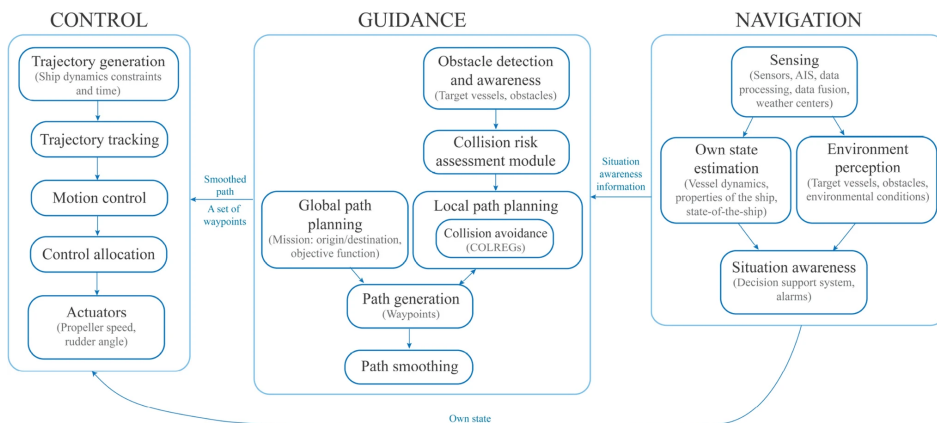 CONTROL
Trajectory generation
(Ship dynamics constraints
and time)
Trajectory tracking
Motion control
Control allocation
Actuators
(Propeller speed,
rudder angle)
Smoothed
path
A set of
waypoints
GUIDANCE
Obstacle detection
and awareness
(Target vessels, obstacles)
Collision risk
assessment module
Global path
planning
(Mission: origin/destination,
objective function)
Local path planning
Collision avoidance
(COLREGs)
Path generation
(Waypoints)
Path smoothing
Situation
awareness
information
NAVIGATION
Sensing
(Sensors, AIS, data
processing, data fusion,
weather centers)
Own state
estimation
(Vessel dynamics,
properties of the ship,
state-of-the-ship)
Environment
perception
(Target vessels, obstacles,
environmental conditions)
Situation awareness
(Decision support system,
alarms)
Own state